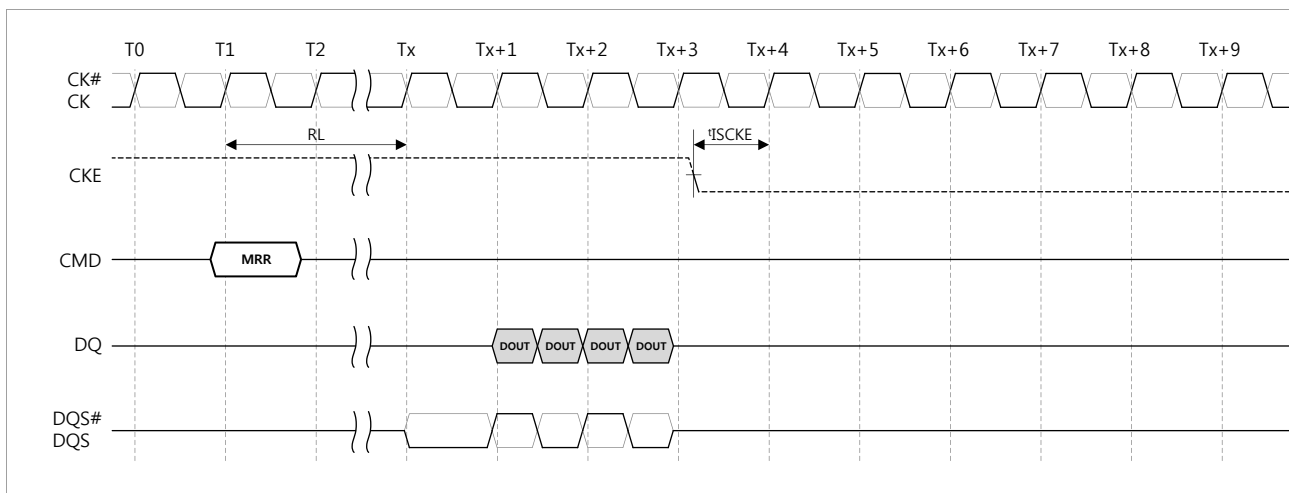 T0 T1 T2 Tx Tx+1 Tx+2 Tx+3 Tx+4 Tx+5 Tx+6 Tx+7 Tx+8 Tx+9
CK#
CK
RL tISCKE
CKE
CMD MRR
DQ DOUT DOUT DOUT DOUT
DQS#
DQS